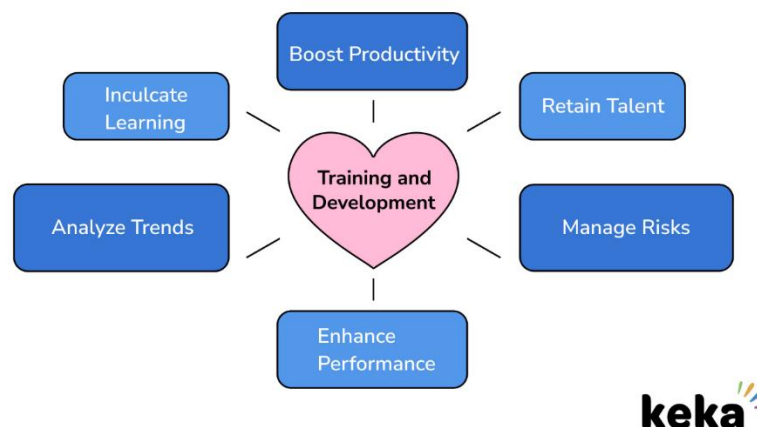 Boost Productivity
Inculcate
Learning
Retain Talent
Training and
Development
Analyze Trends
Manage Risks
Enhance
Performance
keka